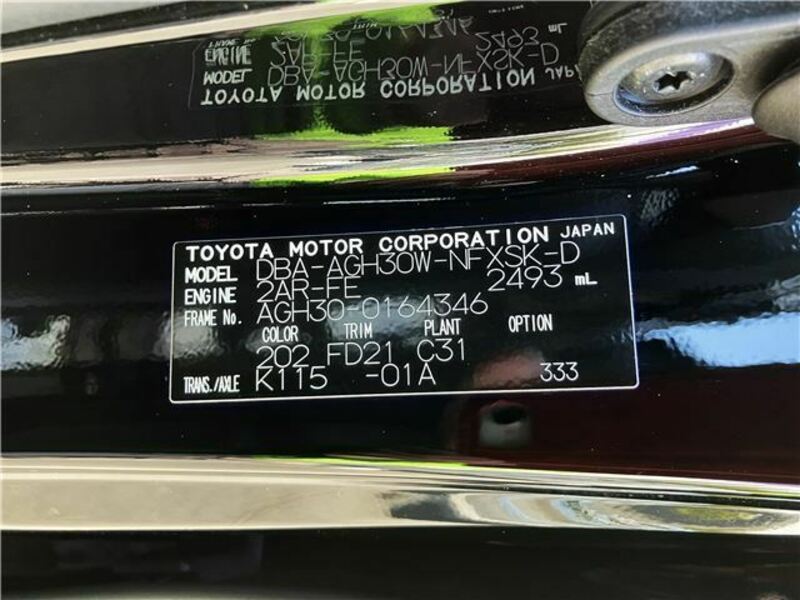 TOYOTA MOTOR CORPORATION JAPAN
MODEL DBA-AGH30W-NFXSK-D
ENGINE 2AR-FE 2493 mL
FRAME No. AGH30-0164346
COLOR TRIM PLANT OPTION
202 FD21 C31
TRANS./AXLE K115 -01A 333